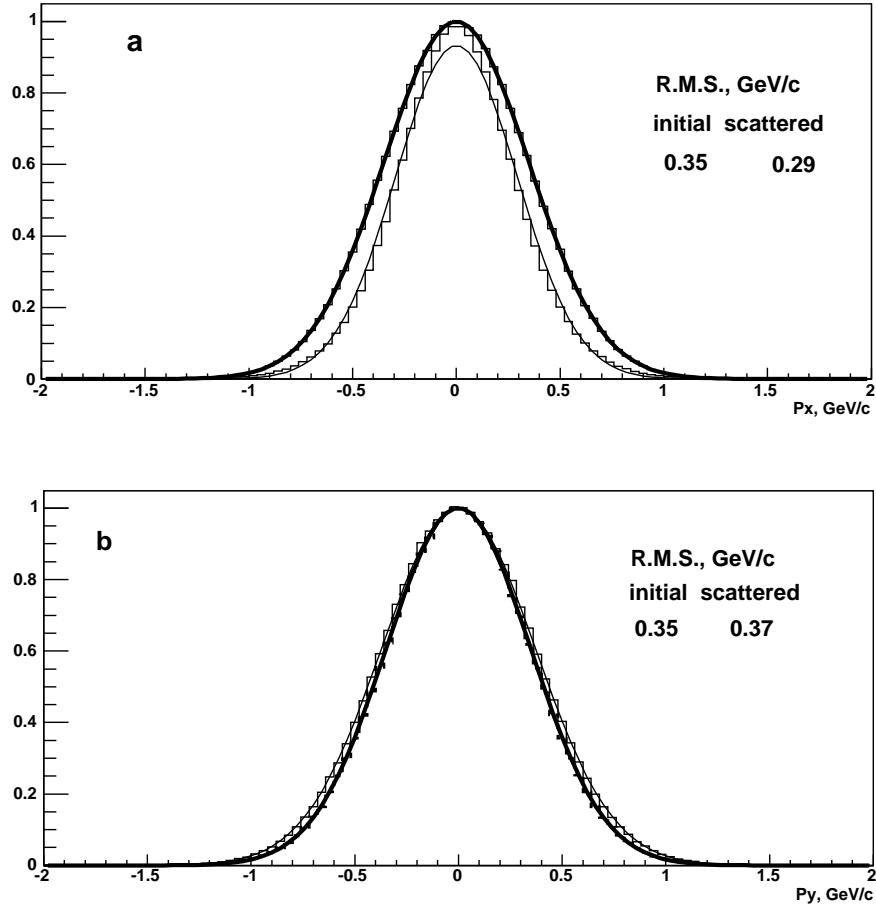 a
R.M.S., GeV/c
initial scattered
0.35 0.29
1
0.8
0.6
0.4
0.2
0
-2 -1.5 -1 -0.5 0 0.5 1 1.5 2
Px, GeV/c
b
R.M.S., GeV/c
initial scattered
0.35 0.37
1
0.8
0.6
0.4
0.2
0
-2 -1.5 -1 -0.5 0 0.5 1 1.5 2
Py, GeV/c